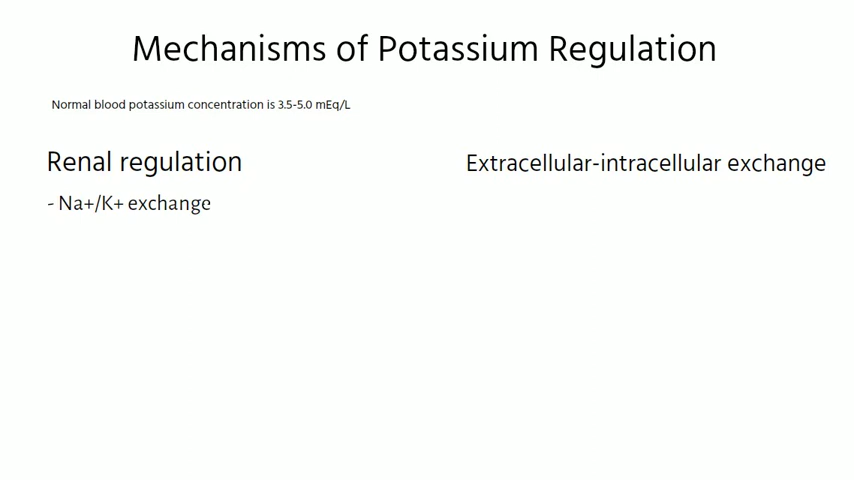 Mechanisms of Potassium Regulation
Normal blood potassium concentration is 3.5-5.0 mEq/L
Renal regulation
- Na+/K+ exchange
Extracellular-intracellular exchange